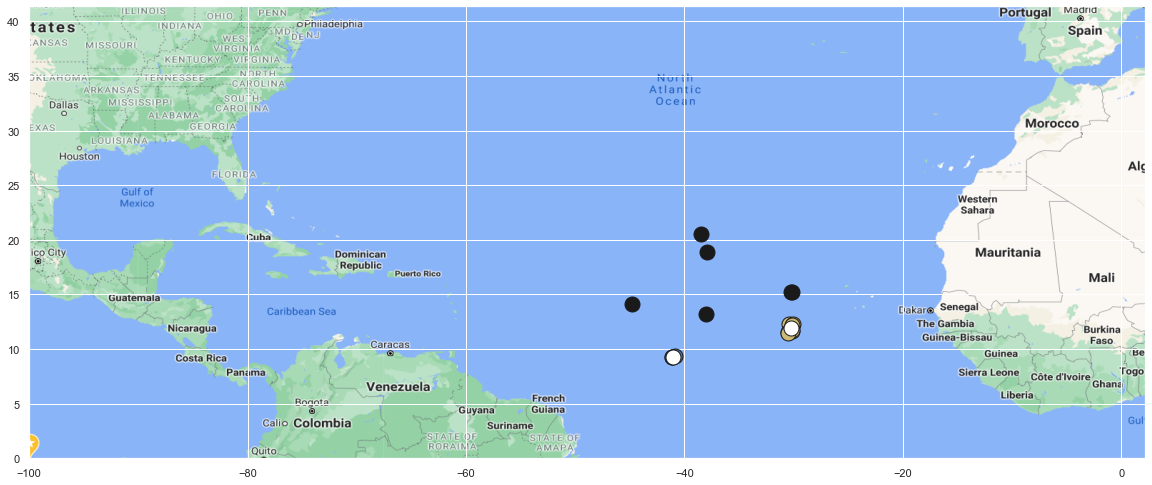 40
35
30
25
20
15
10
5
0
−100
−80
−60
−40
−20
0
tates
ILLINOIS
OHIO
PENN
Philadelphia
INDIANA
MD
DE
NJ
KANSAS
MISSOURI
WEST
VIRGINIA
KENTUCKY
VIRGINIA
OKLAHOMA
TENNESSEE
NORTH
CAROLINA
ARKANSAS
Dallas
MISSISSIPPI
SOUTH
CAROLINA
ALABAMA
GEORGIA
EXAS
LOUISIANA
Houston
FLORIDA
Gulf of
Mexico
Cuba
ico City
Dominican
Republic
Puerto Rico
Guatemala
Caribbean Sea
Nicaragua
Costa Rica
Panama
Caracas
Venezuela
Bogota
Cali
Colombia
Guyana
French
Guiana
Suriname
STATE OF
RORAIMA
STATE OF
AMAPA
Quito
North
Atlantic
Ocean
Portugal
Madrid
Spain
Morocco
Alg
Western
Sahara
Mauritania
Mali
Dakar
Senegal
The Gambia
Guinea-Bissau
Burkina
Faso
Be
Guinea
Sierra Leone
Côte d'Ivoire
Togo
Ghana
Liberia
Gul